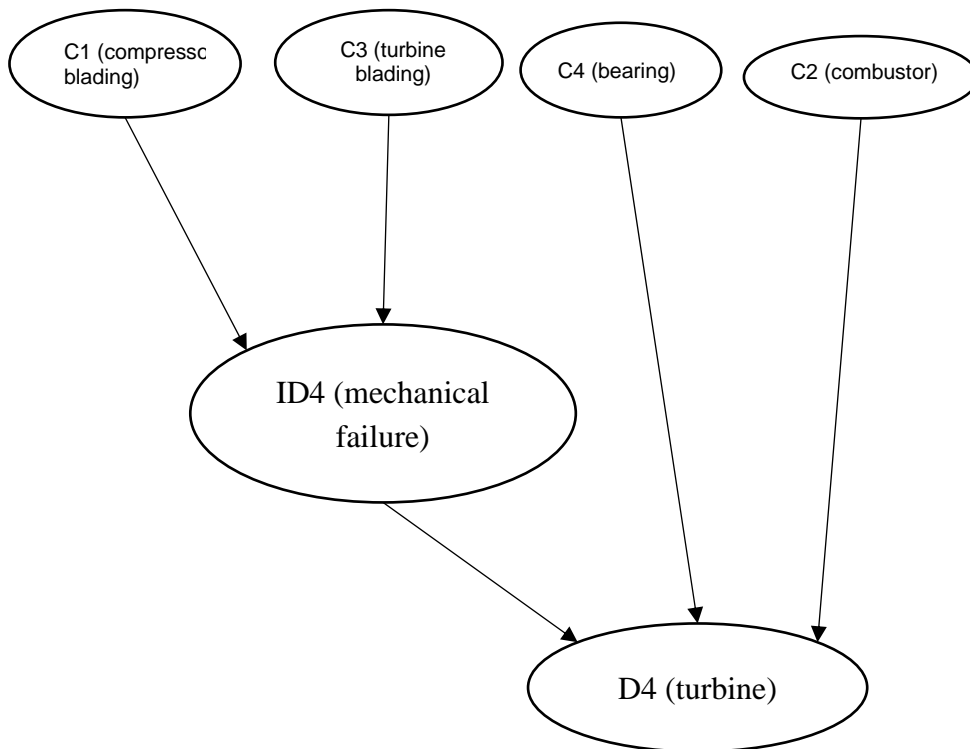 C1 (compresso
blading)
C3 (turbine
blading)
C4 (bearing)
C2 (combustor)
ID4 (mechanical
failure)
D4 (turbine)